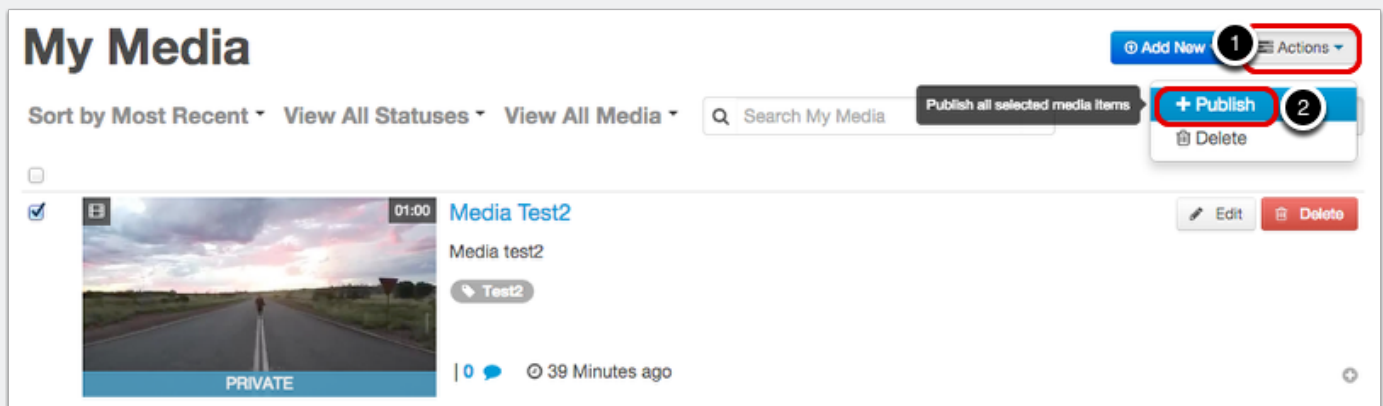 My Media
Add New
1
Actions
Sort by Most Recent
View All Statuses
View All Media
Search My Media
Publish all selected media items
+ Publish
2
Delete
01:00
Media Test2
Edit
Delete
Media test2
Test2
PRIVATE
| 0
39 Minutes ago